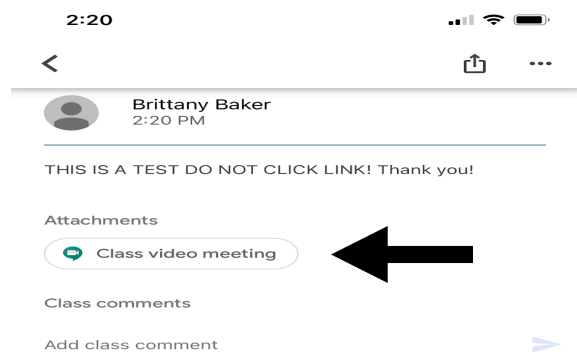 2:20
Brittany Baker
2:20 PM
THIS IS A TEST DO NOT CLICK LINK! Thank you!
Attachments
Class video meeting
Class comments
Add class comment